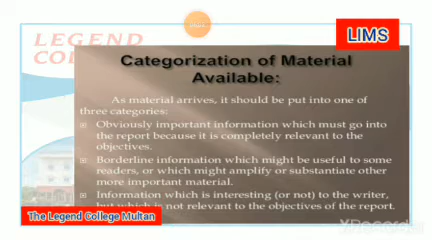 LEGEND
COL
LIMS
Categorization of Material
Available:
As material arrives, it should be put into one of
three categories:
Obviously important information which must go into
the report because it is completely relevant to the
objectives.
Borderline information which might be useful to some
readers, or which might amplify or substantiate other
more important material.
Information which is interesting (or not) to the writer,
but which is not relevant to the objectives of the report.
The Legend College Multan